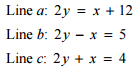 Line a: 2y = x + 12
Line b: 2y − x = 5
Line c: 2y + x = 4